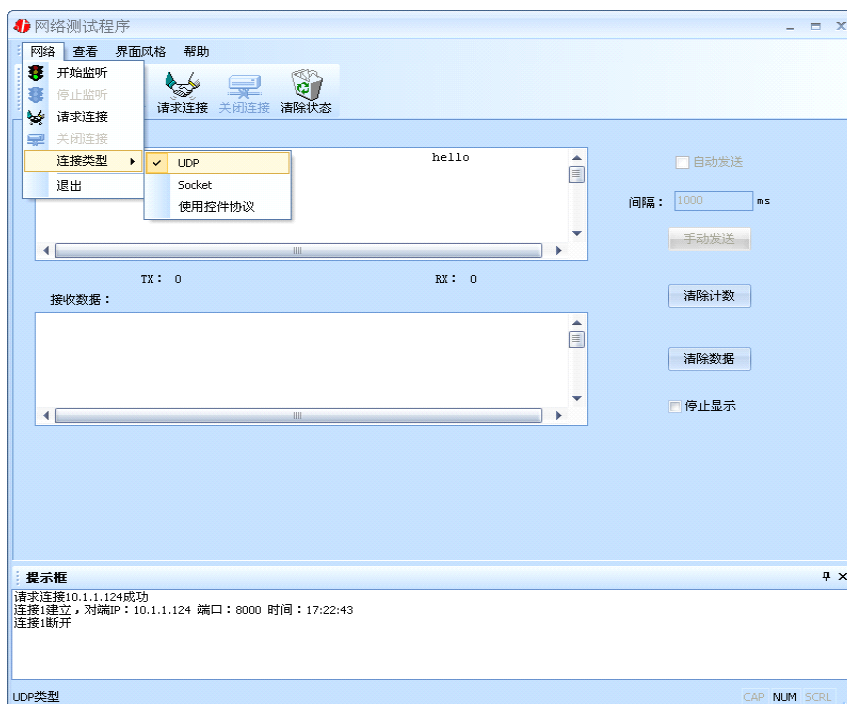 网络测试程序
网络 查看 界面风格 帮助
开始监听
停止监听
请求连接
关闭连接
连接类型
退出
UDP
Socket
使用控件协议
请求连接 关闭连接 清除状态
hello
自动发送
间隔： 1000 ms
手动发送
TX： 0 RX： 0
清除计数
接收数据：
清除数据
停止显示
提示框
请求连接10.1.1.124成功
连接1建立，对端IP：10.1.1.124 端口：8000 时间：17:22:43
连接1断开
UDP类型 CAP NUM SCRL